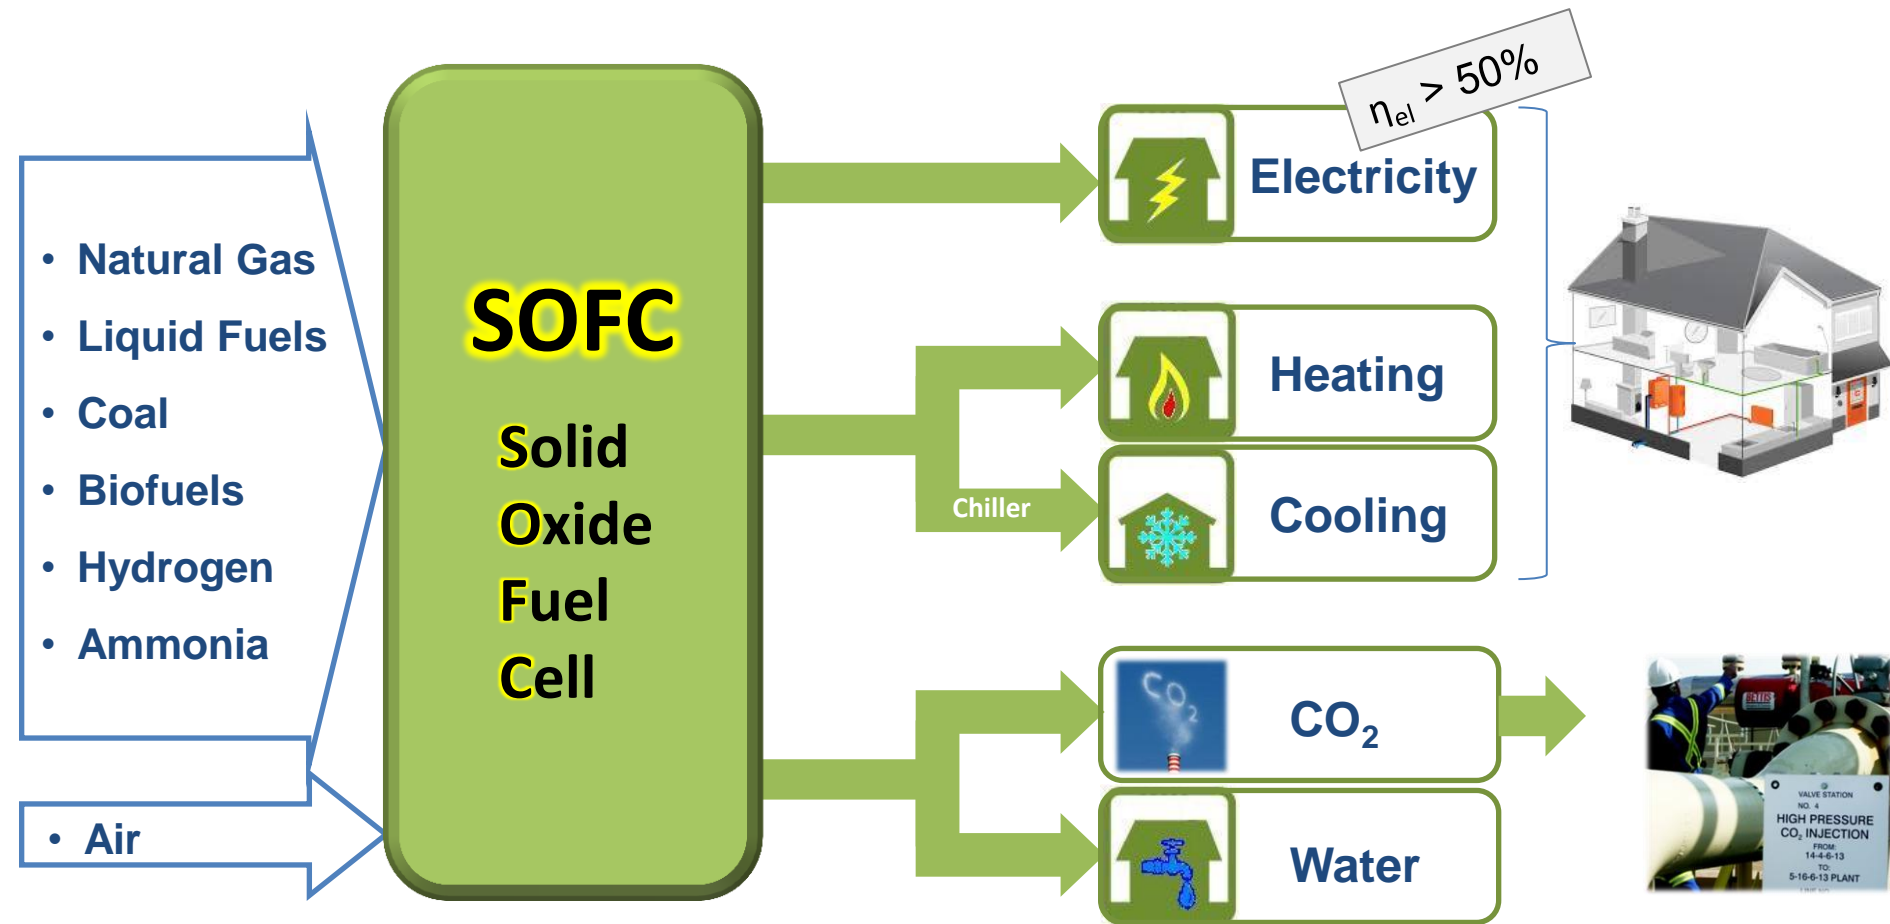 • Natural Gas
• Liquid Fuels
• Coal
• Biofuels
• Hydrogen
• Ammonia
• Air
SOFC
Solid
Oxide
Fuel
Cell
η_el > 50%
Electricity
Heating
Chiller
Cooling
CO₂
CO₂
Water
BETTIS
VALVE STATION
NO. 4
HIGH PRESSURE
CO₂ INJECTION
FROM:
14-4-6-13
TO:
5-16-6-13 PLANT